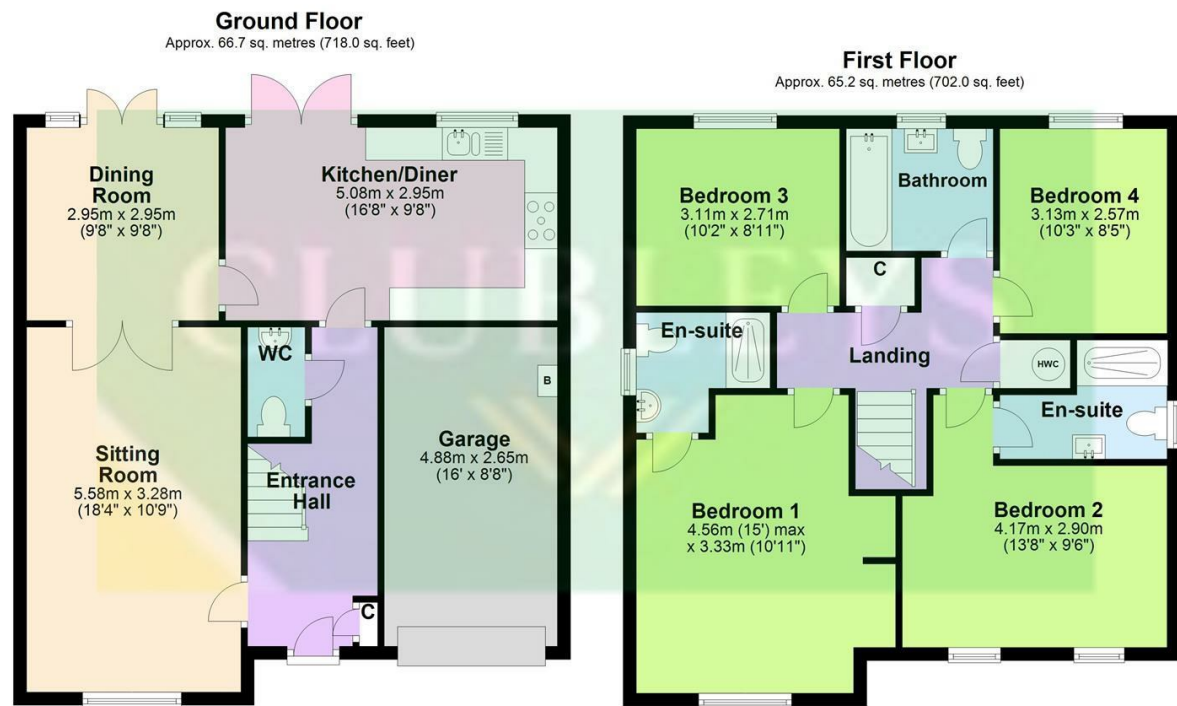 Ground Floor
Approx. 66.7 sq. metres (718.0 sq. feet)
Dining
Room
2.95m x 2.95m
(9'8" x 9'8")
Kitchen/Diner
5.08m x 2.95m
(16'8" x 9'8")
WC
Sitting
Room
5.58m x 3.28m
(18'4" x 10'9")
Entrance
Hall
C
Garage
4.88m x 2.65m
(16' x 8'8")
B
First Floor
Approx. 65.2 sq. metres (702.0 sq. feet)
Bedroom 3
3.11m x 2.71m
(10'2" x 8'11")
Bathroom
Bedroom 4
3.13m x 2.57m
(10'3" x 8'5")
C
En-suite
Landing
HWC
En-suite
Bedroom 1
4.56m (15') max
x 3.33m (10'11")
Bedroom 2
4.17m x 2.90m
(13'8" x 9'6")
CLUBLEYS